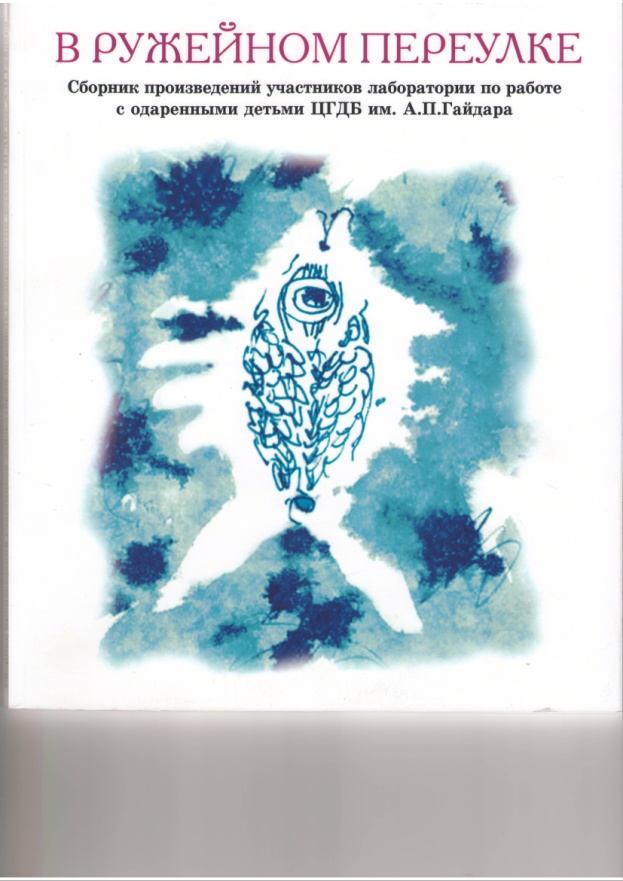 В РУЖЕЙНОМ ПЕРЕУЛКЕ
Сборник произведений участников лаборатории по работе
с одаренными детьми ЦГДБ им. А.П.Гайдара